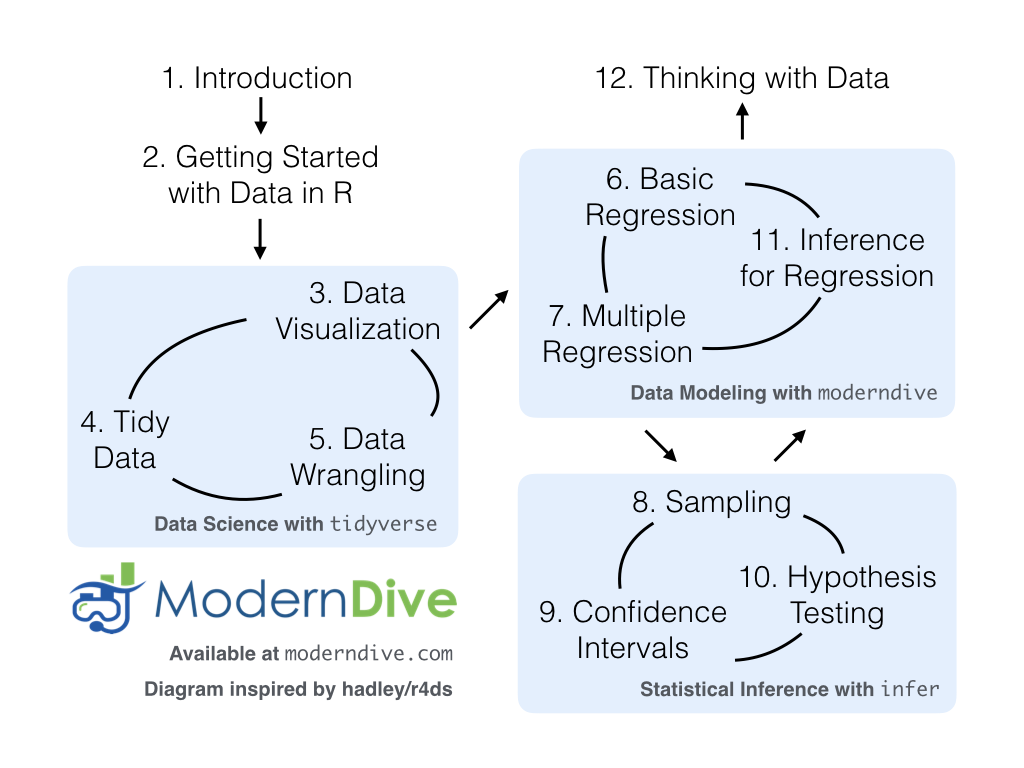 1. Introduction
2. Getting Started
with Data in R
3. Data
Visualization
4. Tidy
Data
5. Data
Wrangling
Data Science with tidyverse
12. Thinking with Data
6. Basic
Regression
11. Inference
for Regression
7. Multiple
Regression
Data Modeling with moderndive
8. Sampling
10. Hypothesis
Testing
9. Confidence
Intervals
Statistical Inference with infer
ModernDive
Available at moderndive.com
Diagram inspired by hadley/r4ds